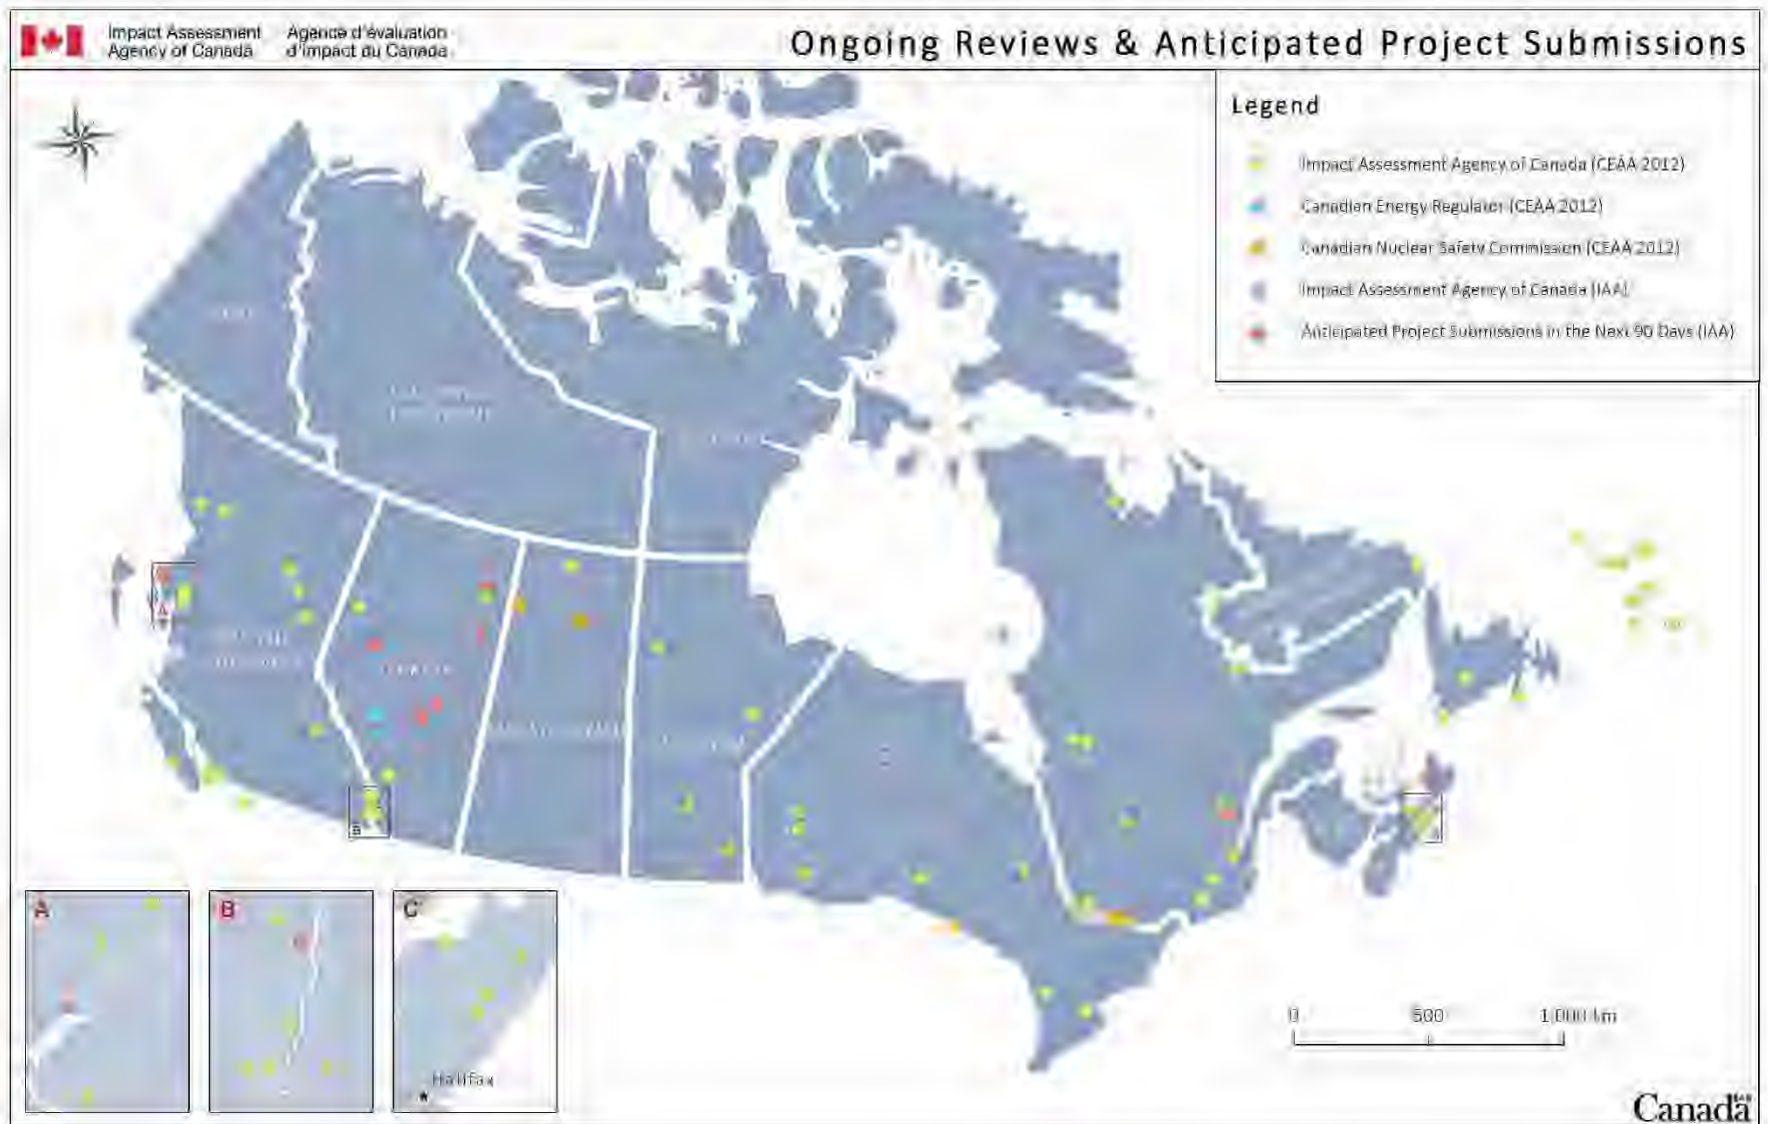 Impact Assessment
Agency of Canada
Agence d'évaluation
d'impact du Canada
Ongoing Reviews & Anticipated Project Submissions
Legend
Impact Assessment Agency of Canada (CEAA 2012)
Canadian Energy Regulator (CEAA 2012)
Canadian Nuclear Safety Commission (CEAA 2012)
Impact Assessment Agency of Canada (IAA)
Anticipated Project Submissions in the Next 90 Days (IAA)
A
B
A
B
C
Halifax
0 500 1,000 km
Canada